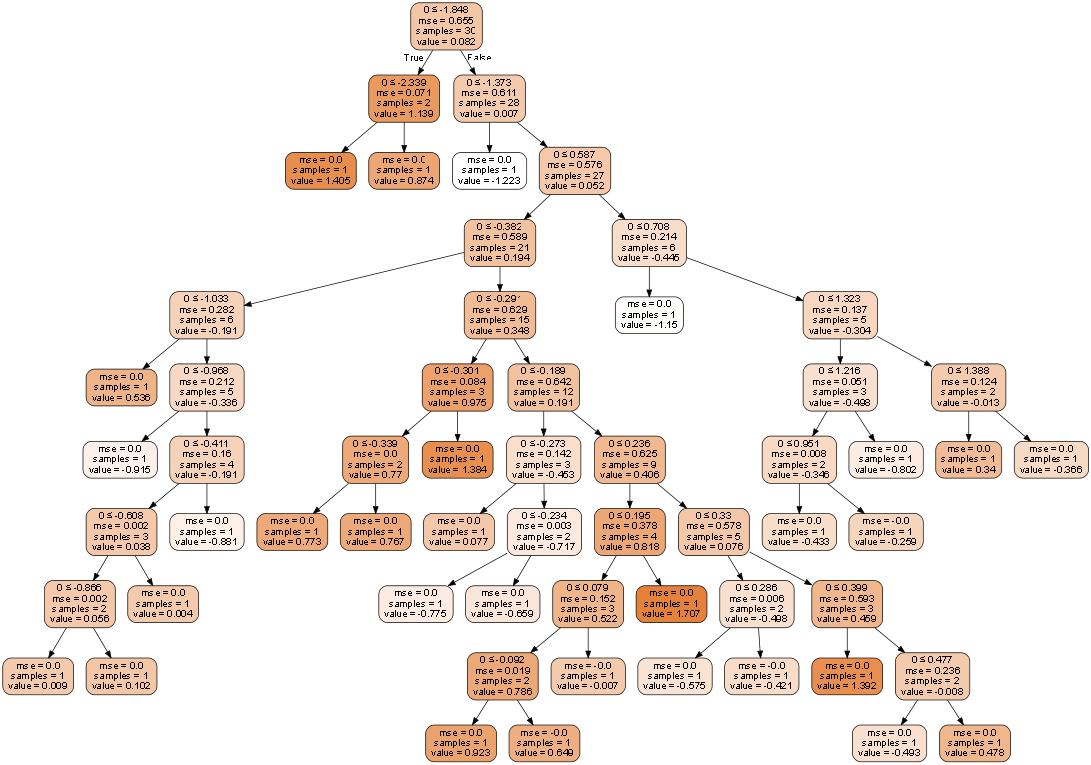 0 ≤ -1.848
mse = 0.655
samples = 30
value = 0.082
True
False
0 ≤ -2.339
mse = 0.071
samples = 2
value = 1.139
0 ≤ -1.373
mse = 0.611
samples = 28
value = 0.007
mse = 0.0
samples = 1
value = 1.405
mse = 0.0
samples = 1
value = 0.874
mse = 0.0
samples = 1
value = -1.223
0 ≤ 0.587
mse = 0.576
samples = 27
value = 0.052
0 ≤ -0.382
mse = 0.589
samples = 21
value = 0.194
0 ≤ 0.708
mse = 0.214
samples = 6
value = -0.445
0 ≤ -1.033
mse = 0.282
samples = 6
value = -0.191
0 ≤ -0.291
mse = 0.629
samples = 15
value = 0.348
mse = 0.0
samples = 1
value = -1.15
0 ≤ 1.323
mse = 0.137
samples = 5
value = -0.304
mse = 0.0
samples = 1
value = 0.536
0 ≤ -0.968
mse = 0.212
samples = 5
value = -0.336
0 ≤ -0.301
mse = 0.084
samples = 3
value = 0.975
0 ≤ -0.189
mse = 0.642
samples = 12
value = 0.191
0 ≤ 1.216
mse = 0.051
samples = 3
value = -0.498
0 ≤ 1.388
mse = 0.124
samples = 2
value = -0.013
mse = 0.0
samples = 1
value = -0.915
0 ≤ -0.411
mse = 0.16
samples = 4
value = -0.191
0 ≤ -0.339
mse = 0.0
samples = 2
value = 0.77
mse = 0.0
samples = 1
value = 1.384
0 ≤ -0.273
mse = 0.142
samples = 3
value = -0.453
0 ≤ 0.236
mse = 0.625
samples = 9
value = 0.406
0 ≤ 0.951
mse = 0.008
samples = 2
value = -0.346
mse = 0.0
samples = 1
value = -0.802
mse = 0.0
samples = 1
value = 0.34
mse = 0.0
samples = 1
value = -0.366
0 ≤ -0.608
mse = 0.002
samples = 3
value = 0.038
mse = 0.0
samples = 1
value = -0.881
mse = 0.0
samples = 1
value = 0.773
mse = 0.0
samples = 1
value = 0.767
mse = 0.0
samples = 1
value = 0.077
0 ≤ -0.234
mse = 0.003
samples = 2
value = -0.717
0 ≤ 0.195
mse = 0.378
samples = 4
value = 0.818
0 ≤ 0.33
mse = 0.578
samples = 5
value = 0.076
mse = 0.0
samples = 1
value = -0.433
mse = -0.0
samples = 1
value = -0.259
0 ≤ -0.866
mse = 0.002
samples = 2
value = 0.056
mse = 0.0
samples = 1
value = 0.004
mse = 0.0
samples = 1
value = -0.775
mse = 0.0
samples = 1
value = -0.659
0 ≤ 0.079
mse = 0.152
samples = 3
value = 0.522
mse = 0.0
samples = 1
value = 1.707
0 ≤ 0.286
mse = 0.006
samples = 2
value = -0.498
0 ≤ 0.399
mse = 0.593
samples = 3
value = 0.459
mse = 0.0
samples = 1
value = 0.009
mse = 0.0
samples = 1
value = 0.102
0 ≤ -0.092
mse = 0.019
samples = 2
value = 0.786
mse = -0.0
samples = 1
value = -0.007
mse = 0.0
samples = 1
value = -0.575
mse = -0.0
samples = 1
value = -0.421
mse = 0.0
samples = 1
value = 1.392
0 ≤ 0.477
mse = 0.236
samples = 2
value = -0.008
mse = 0.0
samples = 1
value = 0.923
mse = -0.0
samples = 1
value = 0.649
mse = 0.0
samples = 1
value = -0.493
mse = 0.0
samples = 1
value = 0.478